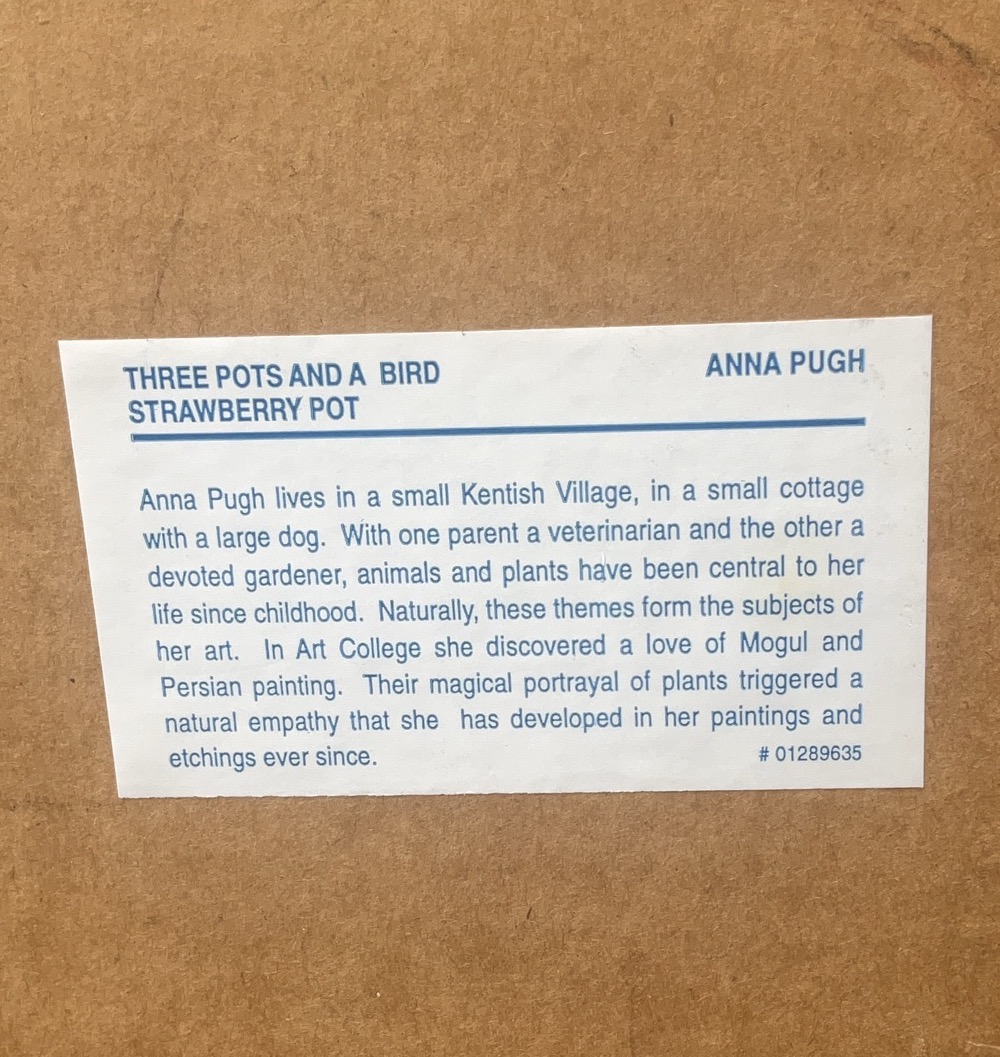 THREE POTS AND A BIRD ANNA PUGH
STRAWBERRY POT
Anna Pugh lives in a small Kentish Village, in a small cottage
with a large dog. With one parent a veterinarian and the other a
devoted gardener, animals and plants have been central to her
life since childhood. Naturally, these themes form the subjects of
her art. In Art College she discovered a love of Mogul and
Persian painting. Their magical portrayal of plants triggered a
natural empathy that she has developed in her paintings and
etchings ever since. # 01289635